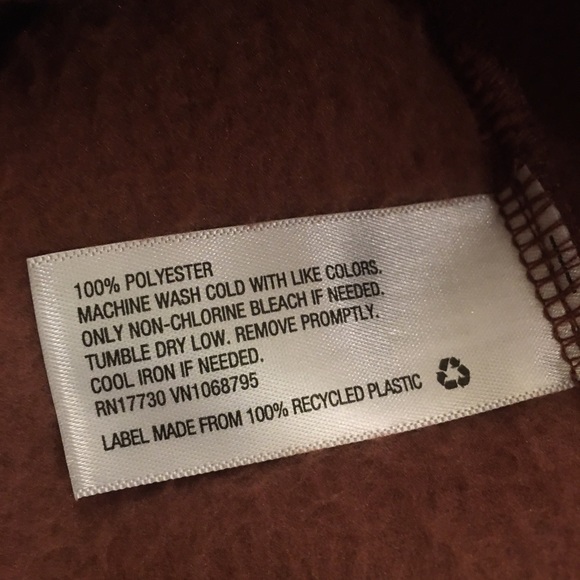 100% POLYESTER
MACHINE WASH COLD WITH LIKE COLORS.
ONLY NON-CHLORINE BLEACH IF NEEDED.
TUMBLE DRY LOW. REMOVE PROMPTLY.
COOL IRON IF NEEDED.
RN17730 VN1068795
LABEL MADE FROM 100% RECYCLED PLASTIC